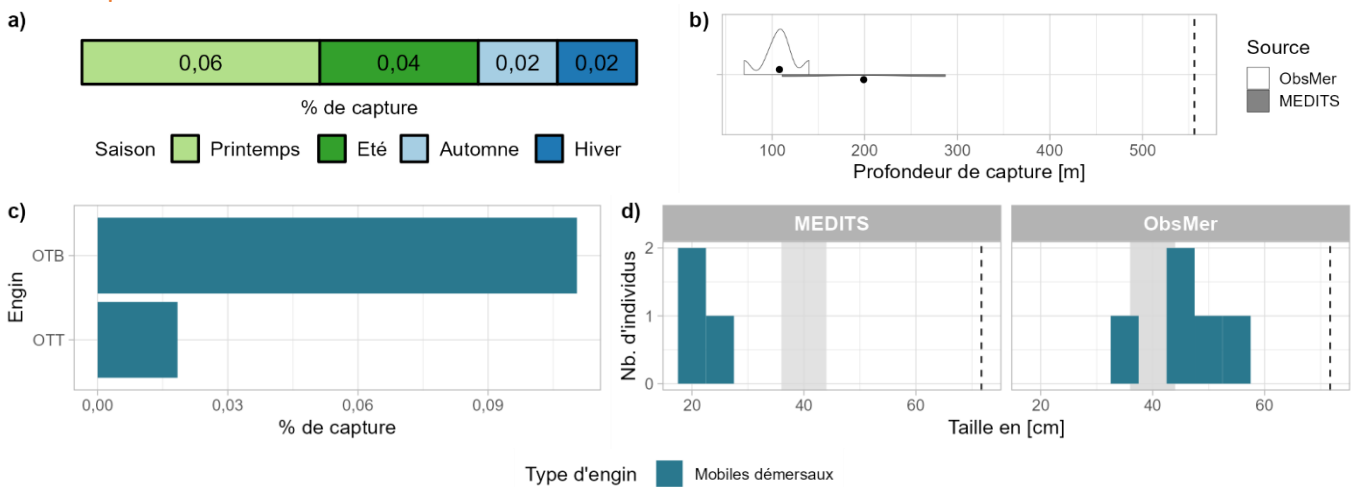 a)
0,06 0,04 0,02 0,02
% de capture
Saison Printemps Eté Automne Hiver
b)
100 200 300 400 500
Profondeur de capture [m]
Source
ObsMer
MEDITS
c)
Engin
OTB
OTT
0,00 0,03 0,06 0,09
% de capture
d)
MEDITS ObsMer
Nb. d'individus
2
1
0
20 40 60 20 40 60
Taille en [cm]
Type d'engin Mobiles démersaux